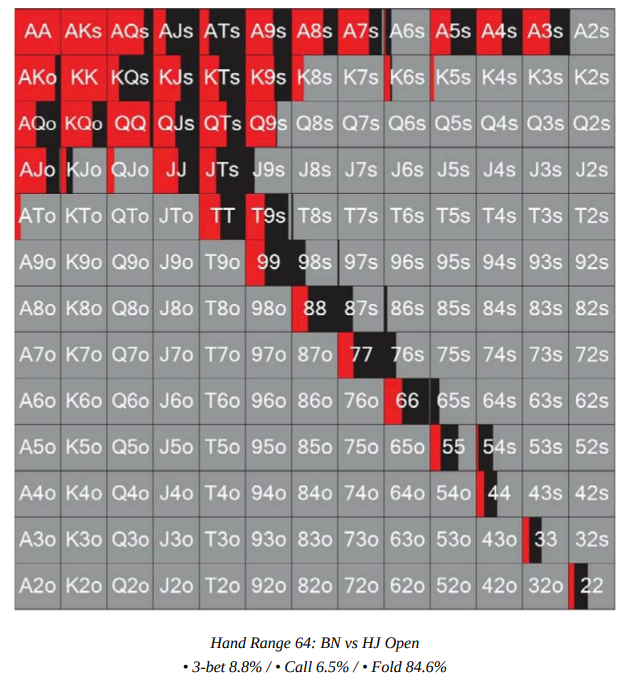 AA AKs AQs AJs ATs A9s A8s A7s A6s A5s A4s A3s A2s
AKo KK KQs KJs KTs K9s K8s K7s K6s K5s K4s K3s K2s
AQo KQo QQ QJs QTs Q9s Q8s Q7s Q6s Q5s Q4s Q3s Q2s
AJo KJo QJo JJ JTs J9s J8s J7s J6s J5s J4s J3s J2s
ATo KTo QTo JTo TT T9s T8s T7s T6s T5s T4s T3s T2s
A9o K9o Q9o J9o T9o 99 98s 97s 96s 95s 94s 93s 92s
A8o K8o Q8o J8o T8o 98o 88 87s 86s 85s 84s 83s 82s
A7o K7o Q7o J7o T7o 97o 87o 77 76s 75s 74s 73s 72s
A6o K6o Q6o J6o T6o 96o 86o 76o 66 65s 64s 63s 62s
A5o K5o Q5o J5o T5o 95o 85o 75o 65o 55 54s 53s 52s
A4o K4o Q4o J4o T4o 94o 84o 74o 64o 54o 44 43s 42s
A3o K3o Q3o J3o T3o 93o 83o 73o 63o 53o 43o 33 32s
A2o K2o Q2o J2o T2o 92o 82o 72o 62o 52o 42o 32o 22
Hand Range 64: BN vs HJ Open
• 3-bet 8.8% / • Call 6.5% / • Fold 84.6%